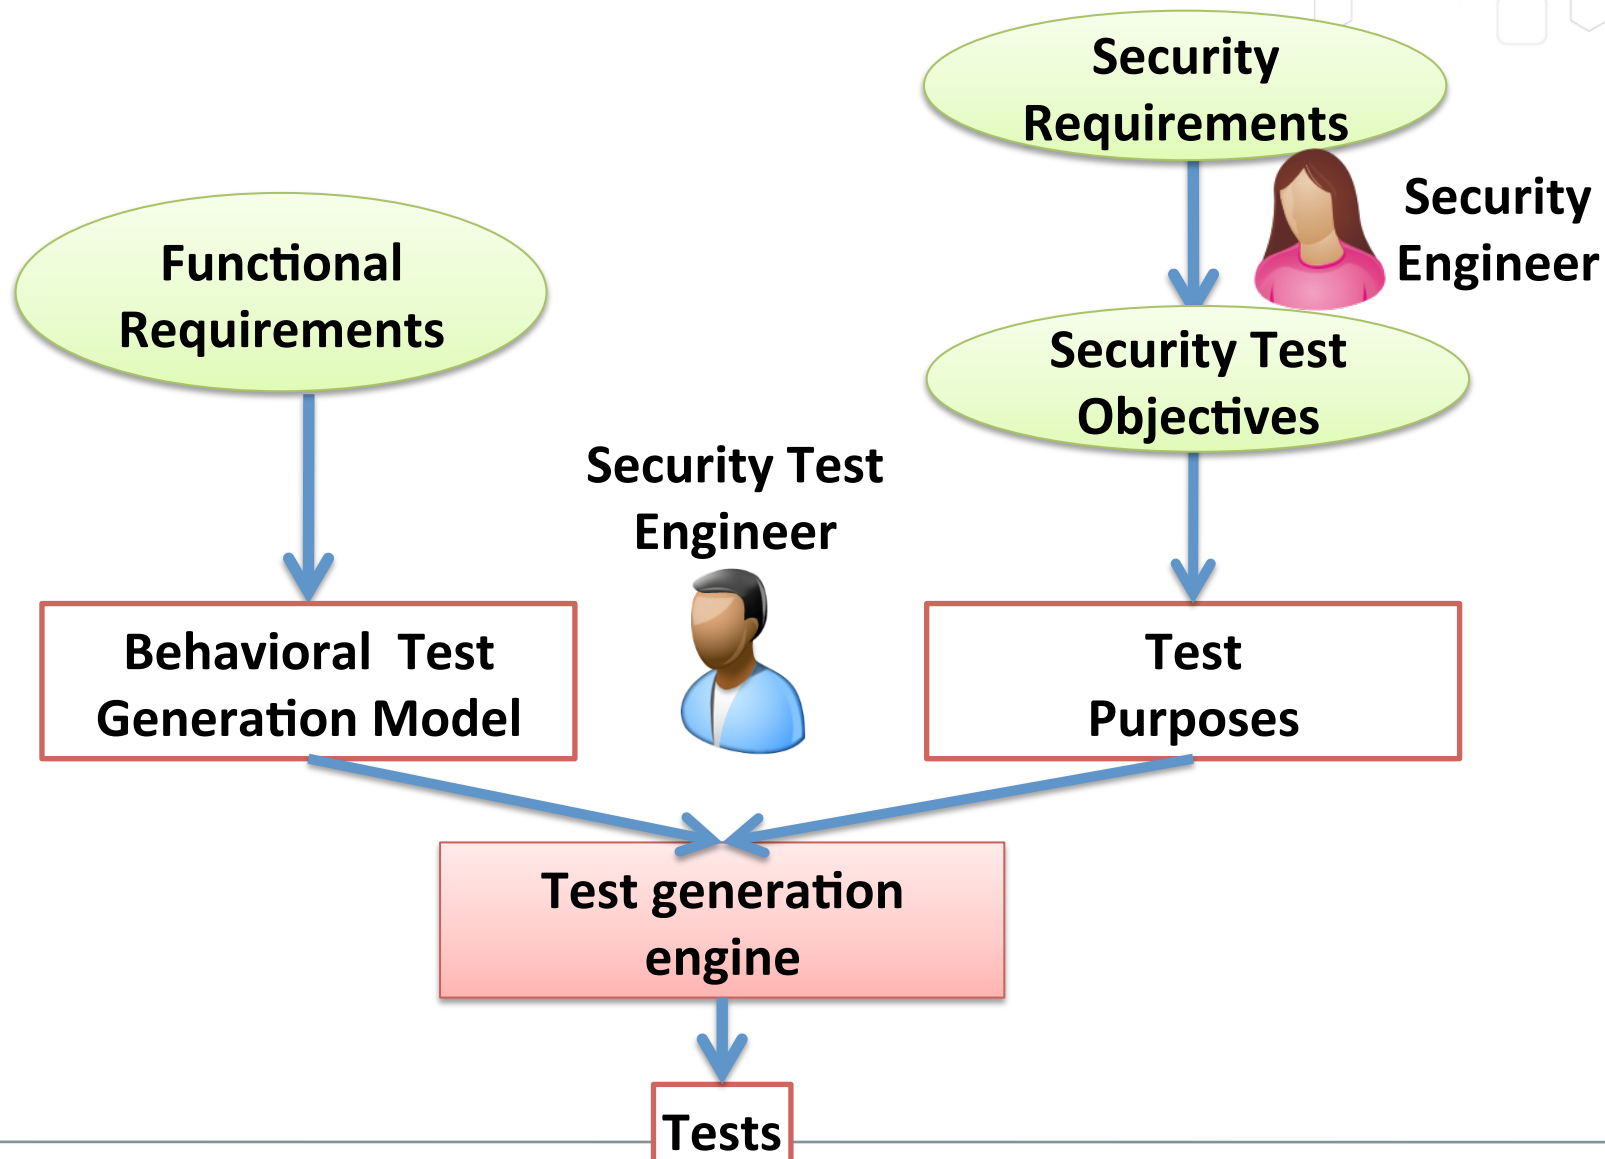 Security
Requirements
Security
Engineer
Functional
Requirements
Security Test
Objectives
Security Test
Engineer
Behavioral  Test
Generation Model
Test
Purposes
Test generation
engine
Tests